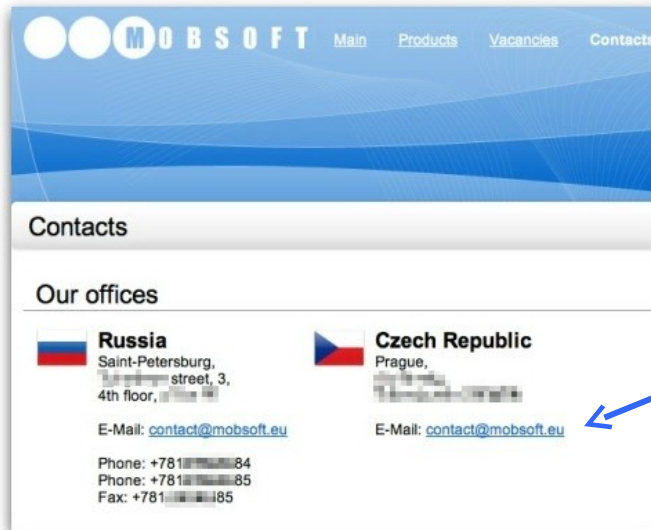 MOBSOFT Main Products Vacancies Contacts
Contacts
Our offices
Russia
Saint-Petersburg,
street, 3,
4th floor,
E-Mail: contact@mobsoft.eu
Phone: +781 84
Phone: +781 85
Fax: +781 85
Czech Republic
Prague,
E-Mail: contact@mobsoft.eu